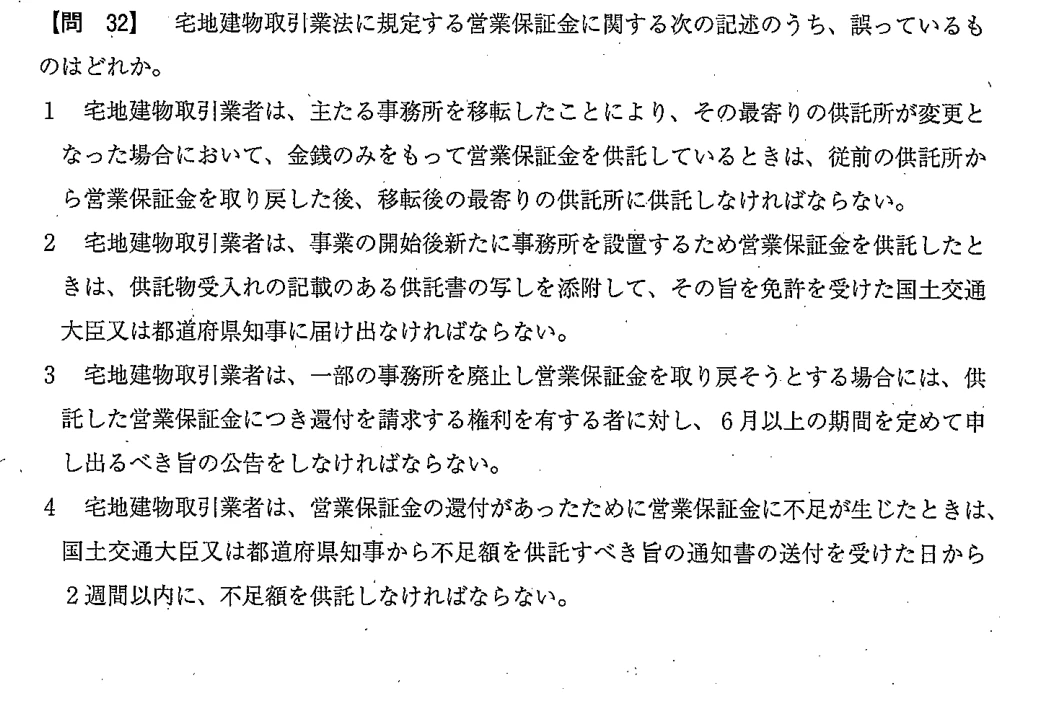 【問 32】 宅地建物取引業法に規定する営業保証金に関する次の記述のうち、誤っているも
のはどれか。
1 宅地建物取引業者は、主たる事務所を移転したことにより、その最寄りの供託所が変更と
なった場合において、金銭のみをもって営業保証金を供託しているときは、従前の供託所か
ら営業保証金を取り戻した後、移転後の最寄りの供託所に供託しなければならない。
2 宅地建物取引業者は、事業の開始後新たに事務所を設置するため営業保証金を供託したと
きは、供託物受入れの記載のある供託書の写しを添附して、その旨を免許を受けた国土交通
大臣又は都道府県知事に届け出なければならない。
3 宅地建物取引業者は、一部の事務所を廃止し営業保証金を取り戻そうとする場合には、供
託した営業保証金につき還付を請求する権利を有する者に対し、6月以上の期間を定めて申
し出るべき旨の公告をしなければならない。
4 宅地建物取引業者は、営業保証金の還付があったために営業保証金に不足が生じたときは、
国土交通大臣又は都道府県知事から不足額を供託すべき旨の通知書の送付を受けた日から
2週間以内に、不足額を供託しなければならない。